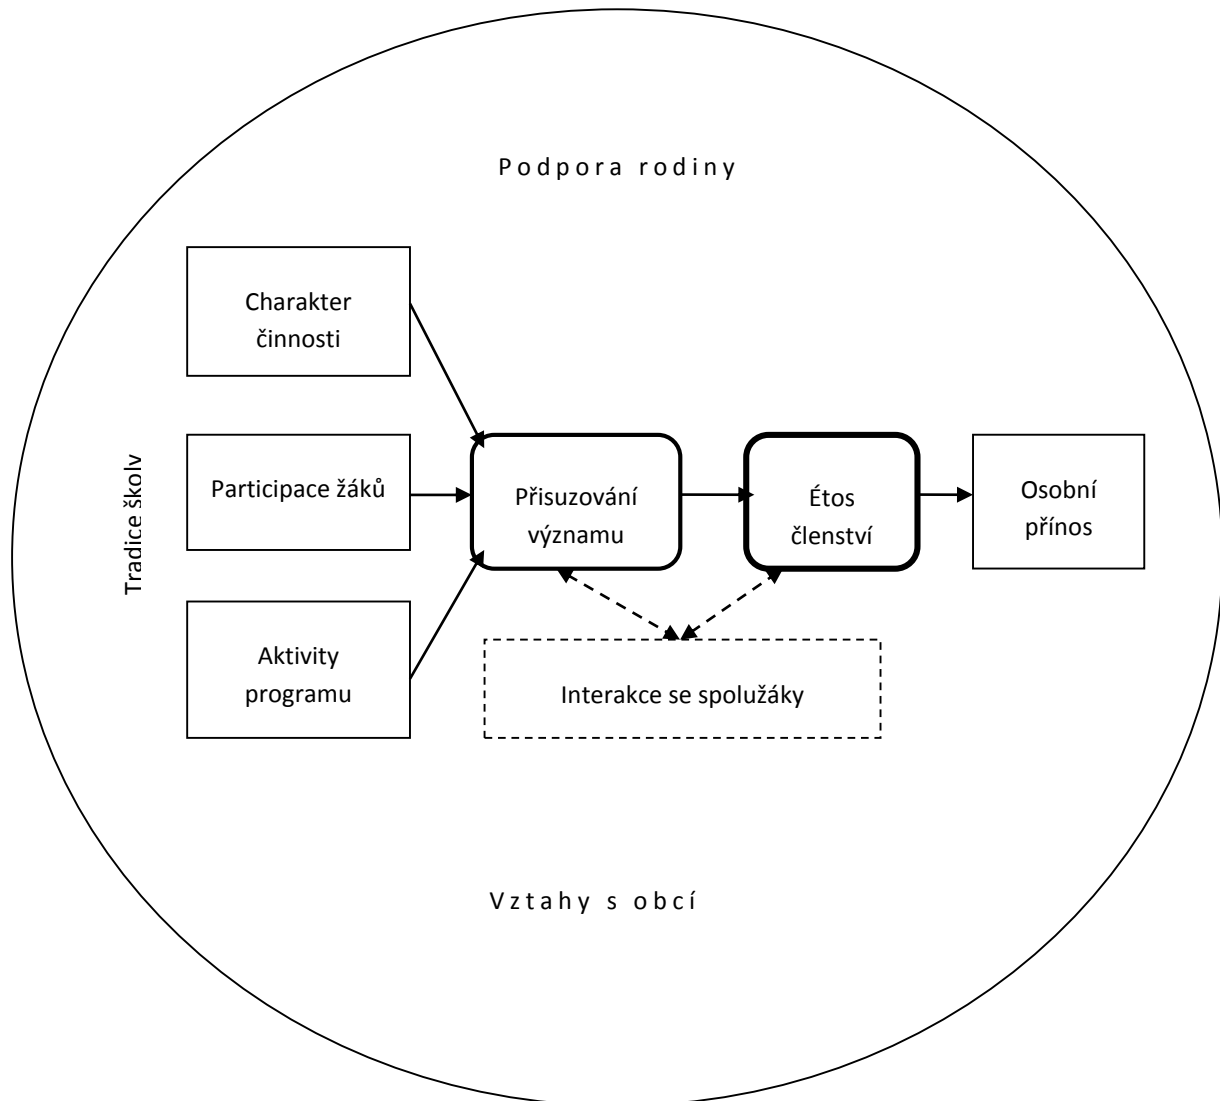 Podpora rodiny
Charakter
činnosti
Tradice školy
Participace žáků
Přisuzování
významu
Étos
členství
Osobní
přínos
Aktivity
programu
Interakce se spolužáky
Vztahy s obcí